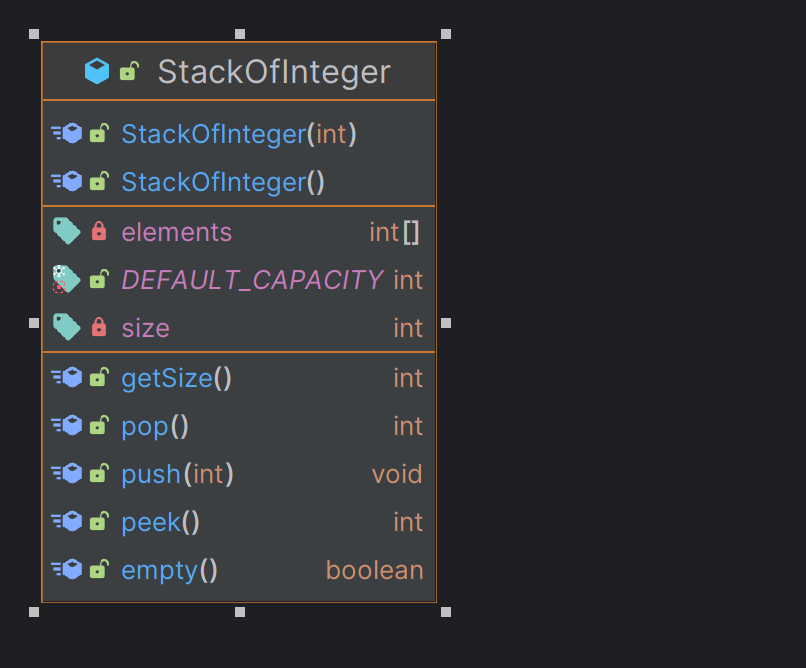 StackOfInteger
StackOfInteger(int)
StackOfInteger()
elements int[]
DEFAULT_CAPACITY int
size int
getSize() int
pop() int
push(int) void
peek() int
empty() boolean